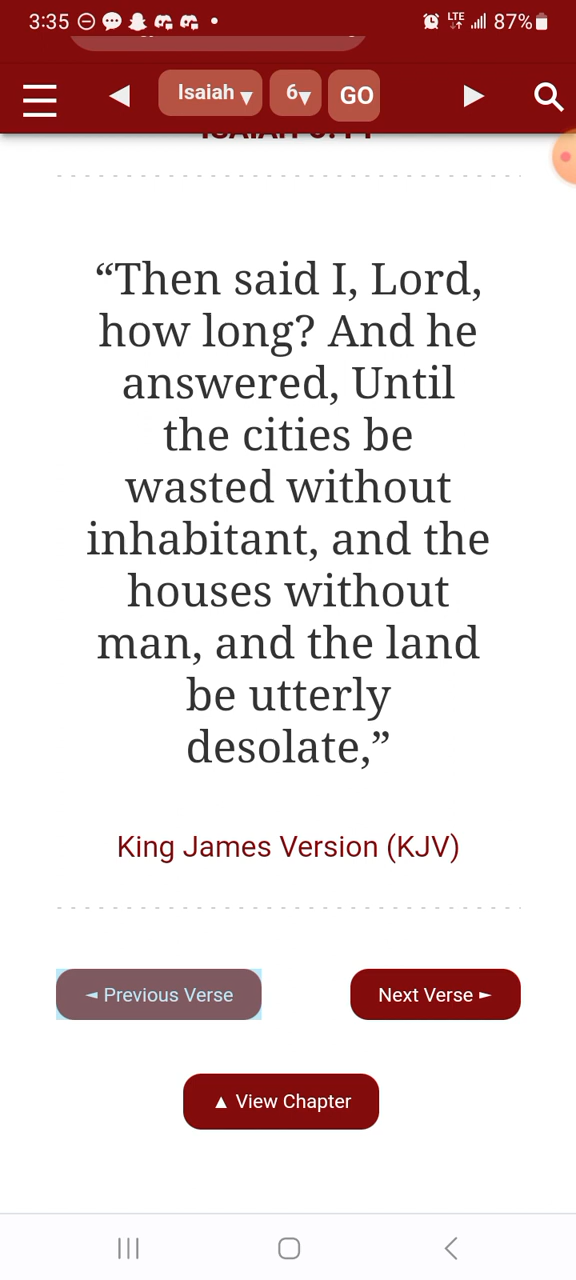 3:35 LTE 87%
Isaiah 6 GO
“Then said I, Lord,
how long? And he
answered, Until
the cities be
wasted without
inhabitant, and the
houses without
man, and the land
be utterly
desolate,”
King James Version (KJV)
◄ Previous Verse Next Verse ►
▲ View Chapter